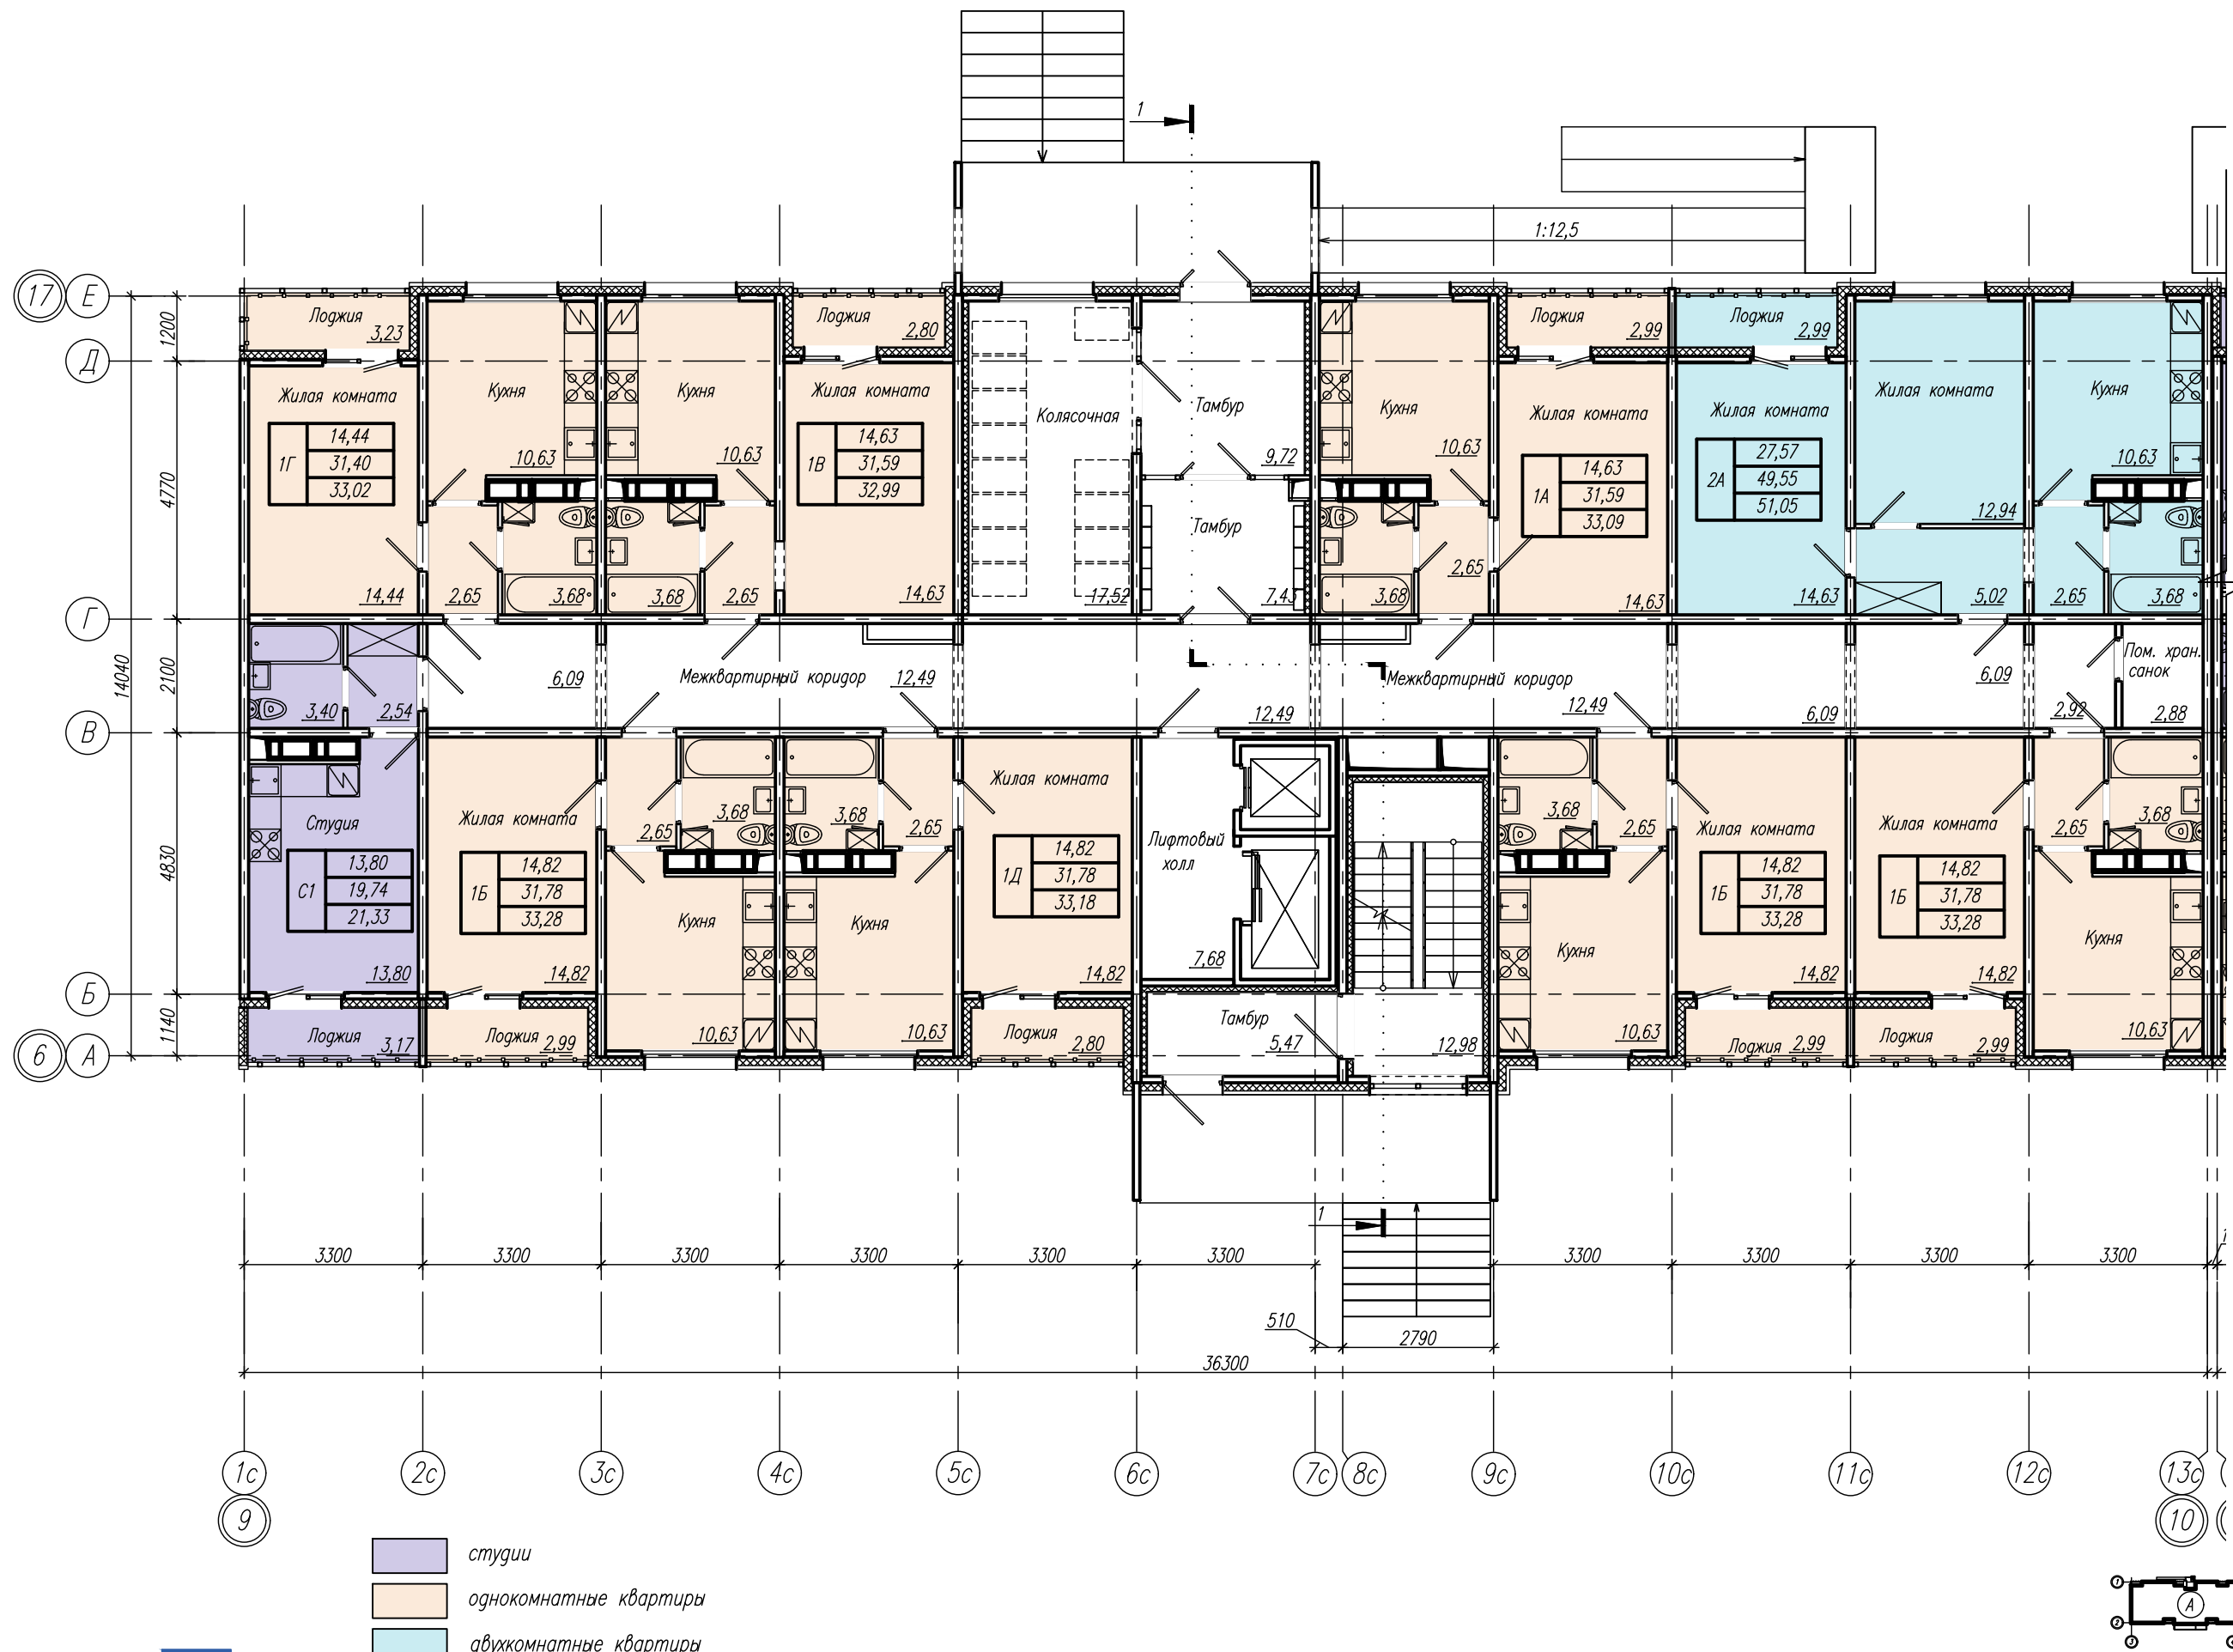 1
1:12,5
17 Е
Д
Г
В
Б
6 А
1200
4770
2100
4830
1140
14040
Лоджия
3,23
Лоджия
2,80
Лоджия
2,99
Лоджия
2,99
Жилая комната
1Г
14,44
31,40
33,02
14,44
Кухня
10,63
2,65
3,68
Кухня
10,63
3,68
2,65
Жилая комната
1В
14,63
31,59
32,99
14,63
Колясочная
17,52
Тамбур
9,72
Тамбур
7,43
Кухня
10,63
3,68
2,65
Жилая комната
1А
14,63
31,59
33,09
14,63
Жилая комната
2А
27,57
49,55
51,05
14,63
Жилая комната
12,94
5,02
Кухня
10,63
2,65
3,68
3,40
2,54
6,09
Межквартирный коридор
12,49
12,49
Межквартирный коридор
12,49
6,09
6,09
2,92
Пом. хран.
санок
2,88
Студия
С1
13,80
19,74
21,33
13,80
Лоджия
3,17
Жилая комната
1Б
14,82
31,78
33,28
14,82
Лоджия
2,99
2,65
3,68
Кухня
10,63
3,68
2,65
Кухня
10,63
Жилая комната
1Д
14,82
31,78
33,18
14,82
Лоджия
2,80
Лифтовый
холл
7,68
Тамбур
5,47
12,98
3,68
2,65
Кухня
10,63
Жилая комната
1Б
14,82
31,78
33,28
14,82
Лоджия 2,99
Жилая комната
1Б
14,82
31,78
33,28
14,82
Лоджия
2,99
2,65
3,68
Кухня
10,63
1
3300 3300 3300 3300 3300 3300 3300 3300 3300 3300
510
2790
36300
1с 2с 3с 4с 5с 6с 7с 8с 9с 10с 11с 12с 13с
9 10
студии
однокомнатные квартиры
двухкомнатные квартиры
1
А
2
3